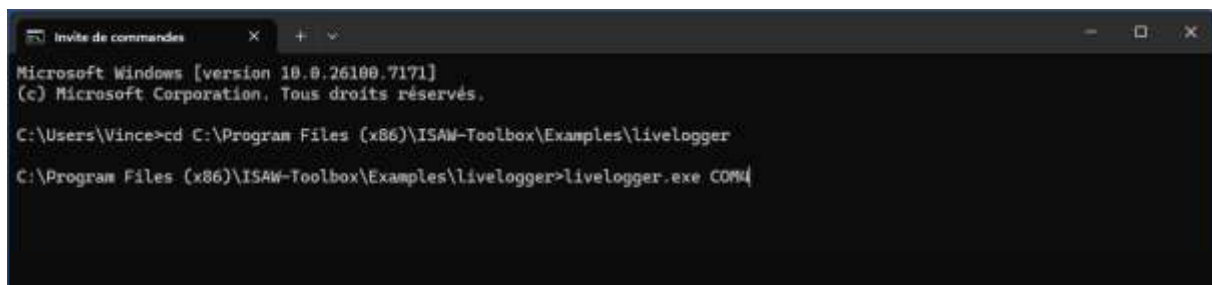 Invite de commandes
Microsoft Windows [version 10.0.26100.7171]
(c) Microsoft Corporation. Tous droits réservés.
C:\Users\Vince>cd C:\Program Files (x86)\ISAW-Toolbox\Examples\livelogger
C:\Program Files (x86)\ISAW-Toolbox\Examples\livelogger>livelogger.exe COM4